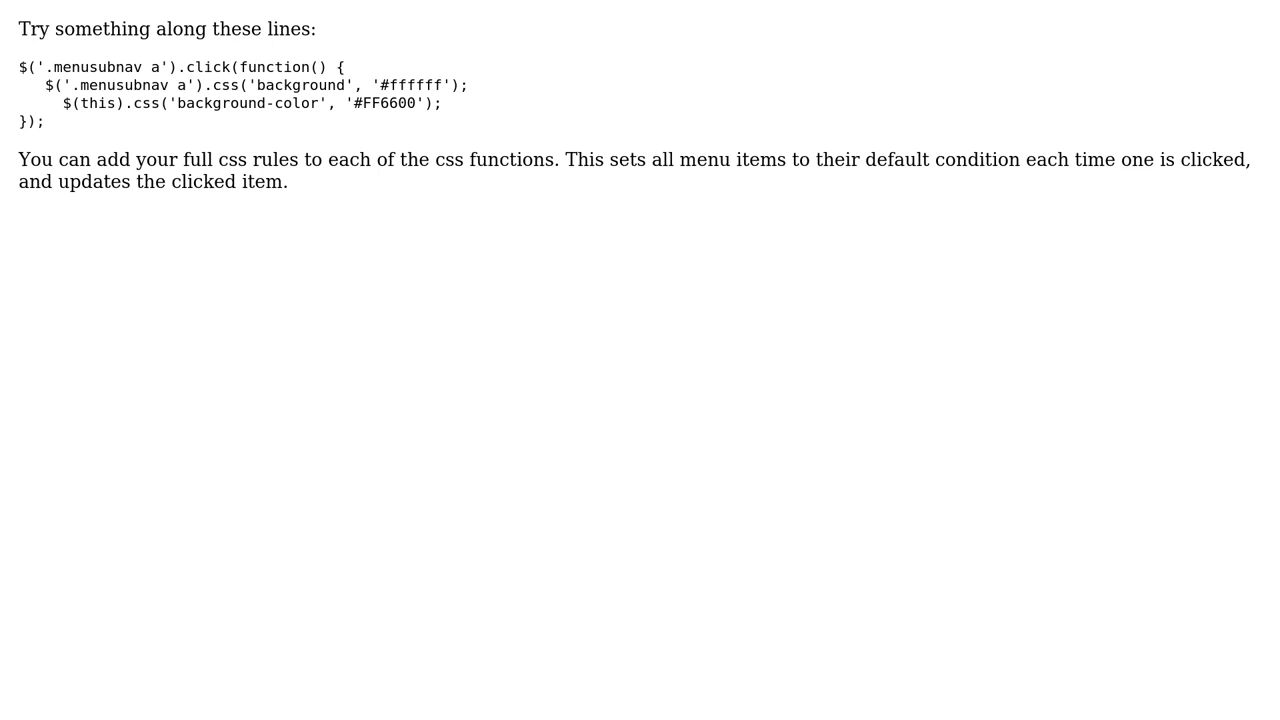 Try something along these lines:
$('.menusubnav a').click(function() {
   $('.menusubnav a').css('background', '#ffffff');
     $(this).css('background-color', '#FF6600');
});
You can add your full css rules to each of the css functions. This sets all menu items to their default condition each time one is clicked,
and updates the clicked item.